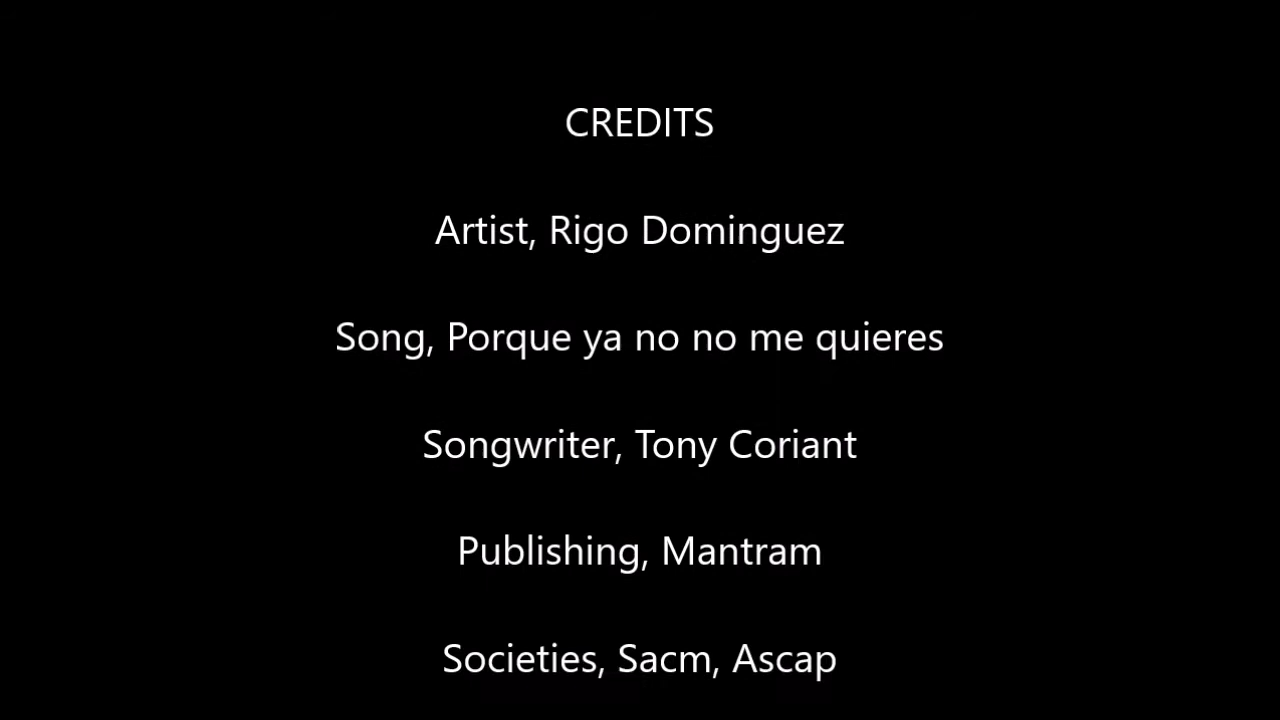 CREDITS
Artist, Rigo Dominguez
Song, Porque ya no no me quieres
Songwriter, Tony Coriant
Publishing, Mantram
Societies, Sacm, Ascap